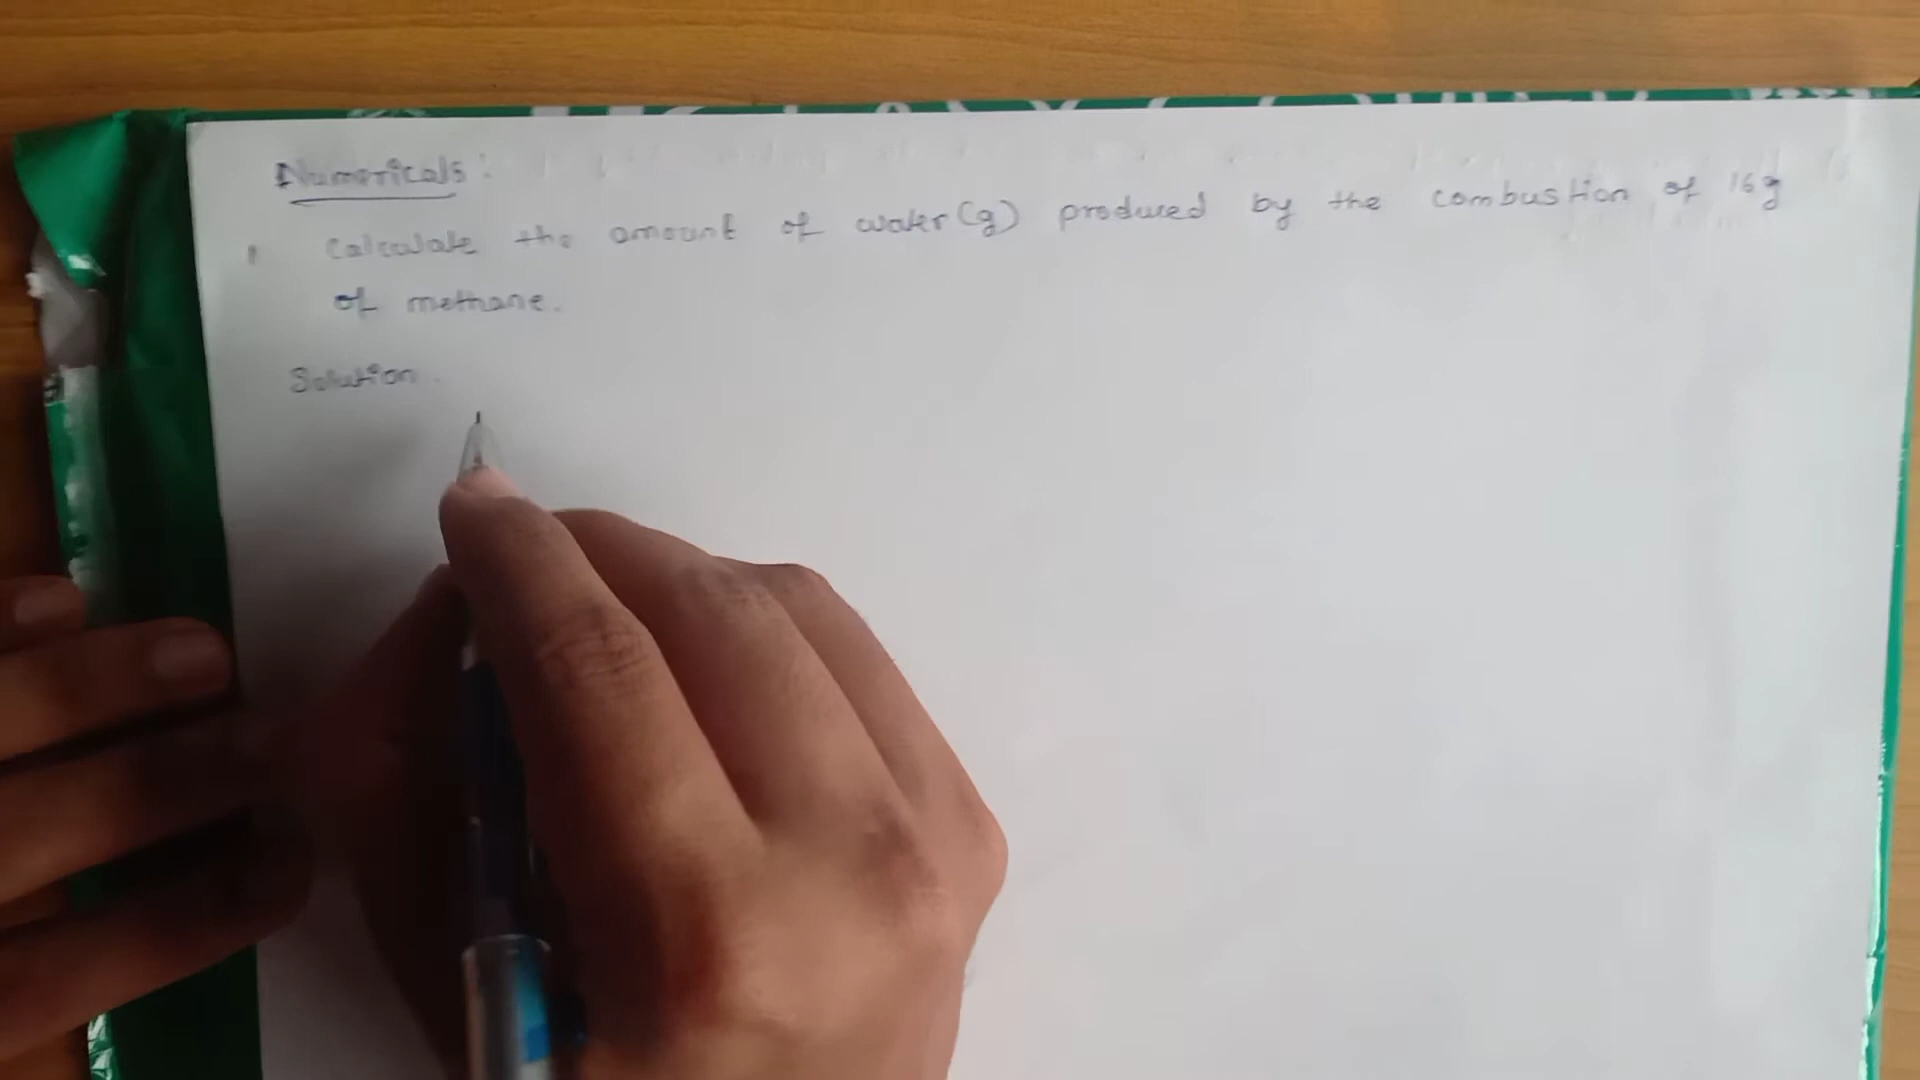 Numericals:
1 Calculate the amount of water(g) produced by the combustion of 16g
of methane.
Solution.